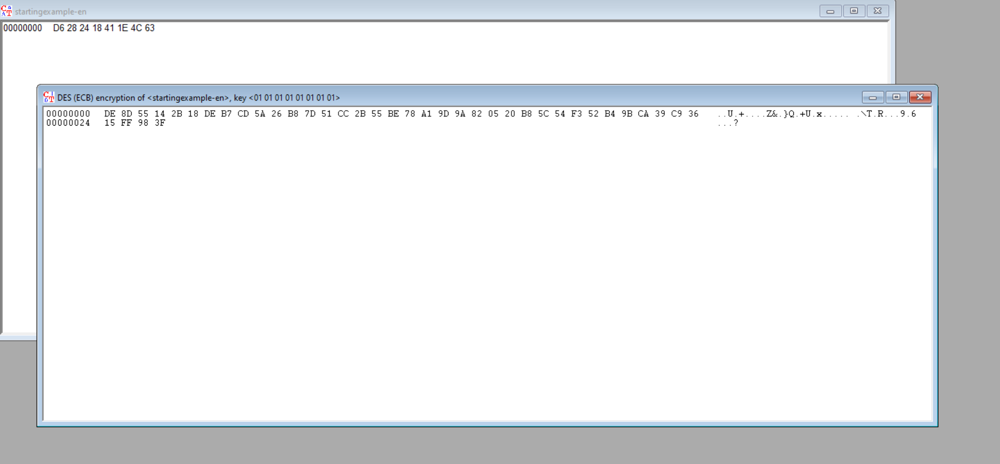 startingexample-en
00000000 D6 28 24 18 41 1E 4C 63
DES (ECB) encryption of <startingexample-en>, key <01 01 01 01 01 01 01 01>
00000000 DE 8D 55 14 2B 18 DE B7 CD 5A 26 B8 7D 51 CC 2B 55 BE 78 A1 9D 9A 82 05 20 B8 5C 54 F3 52 B4 9B CA 39 C9 36 ..U.+....Z&.}Q.+U.x..... .\T.R...9.6
00000024 15 FF 98 3F ...?